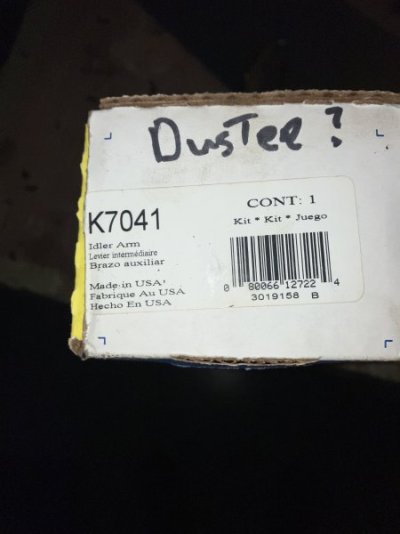 DusTer?
K7041
Idler Arm
Levier intermédiaire
Brazo auxiliar
Made in USA
Fabrique Au USA
Hecho En USA
CONT: 1
Kit * Kit * Juego
0 80066 12722 4
3019158 B